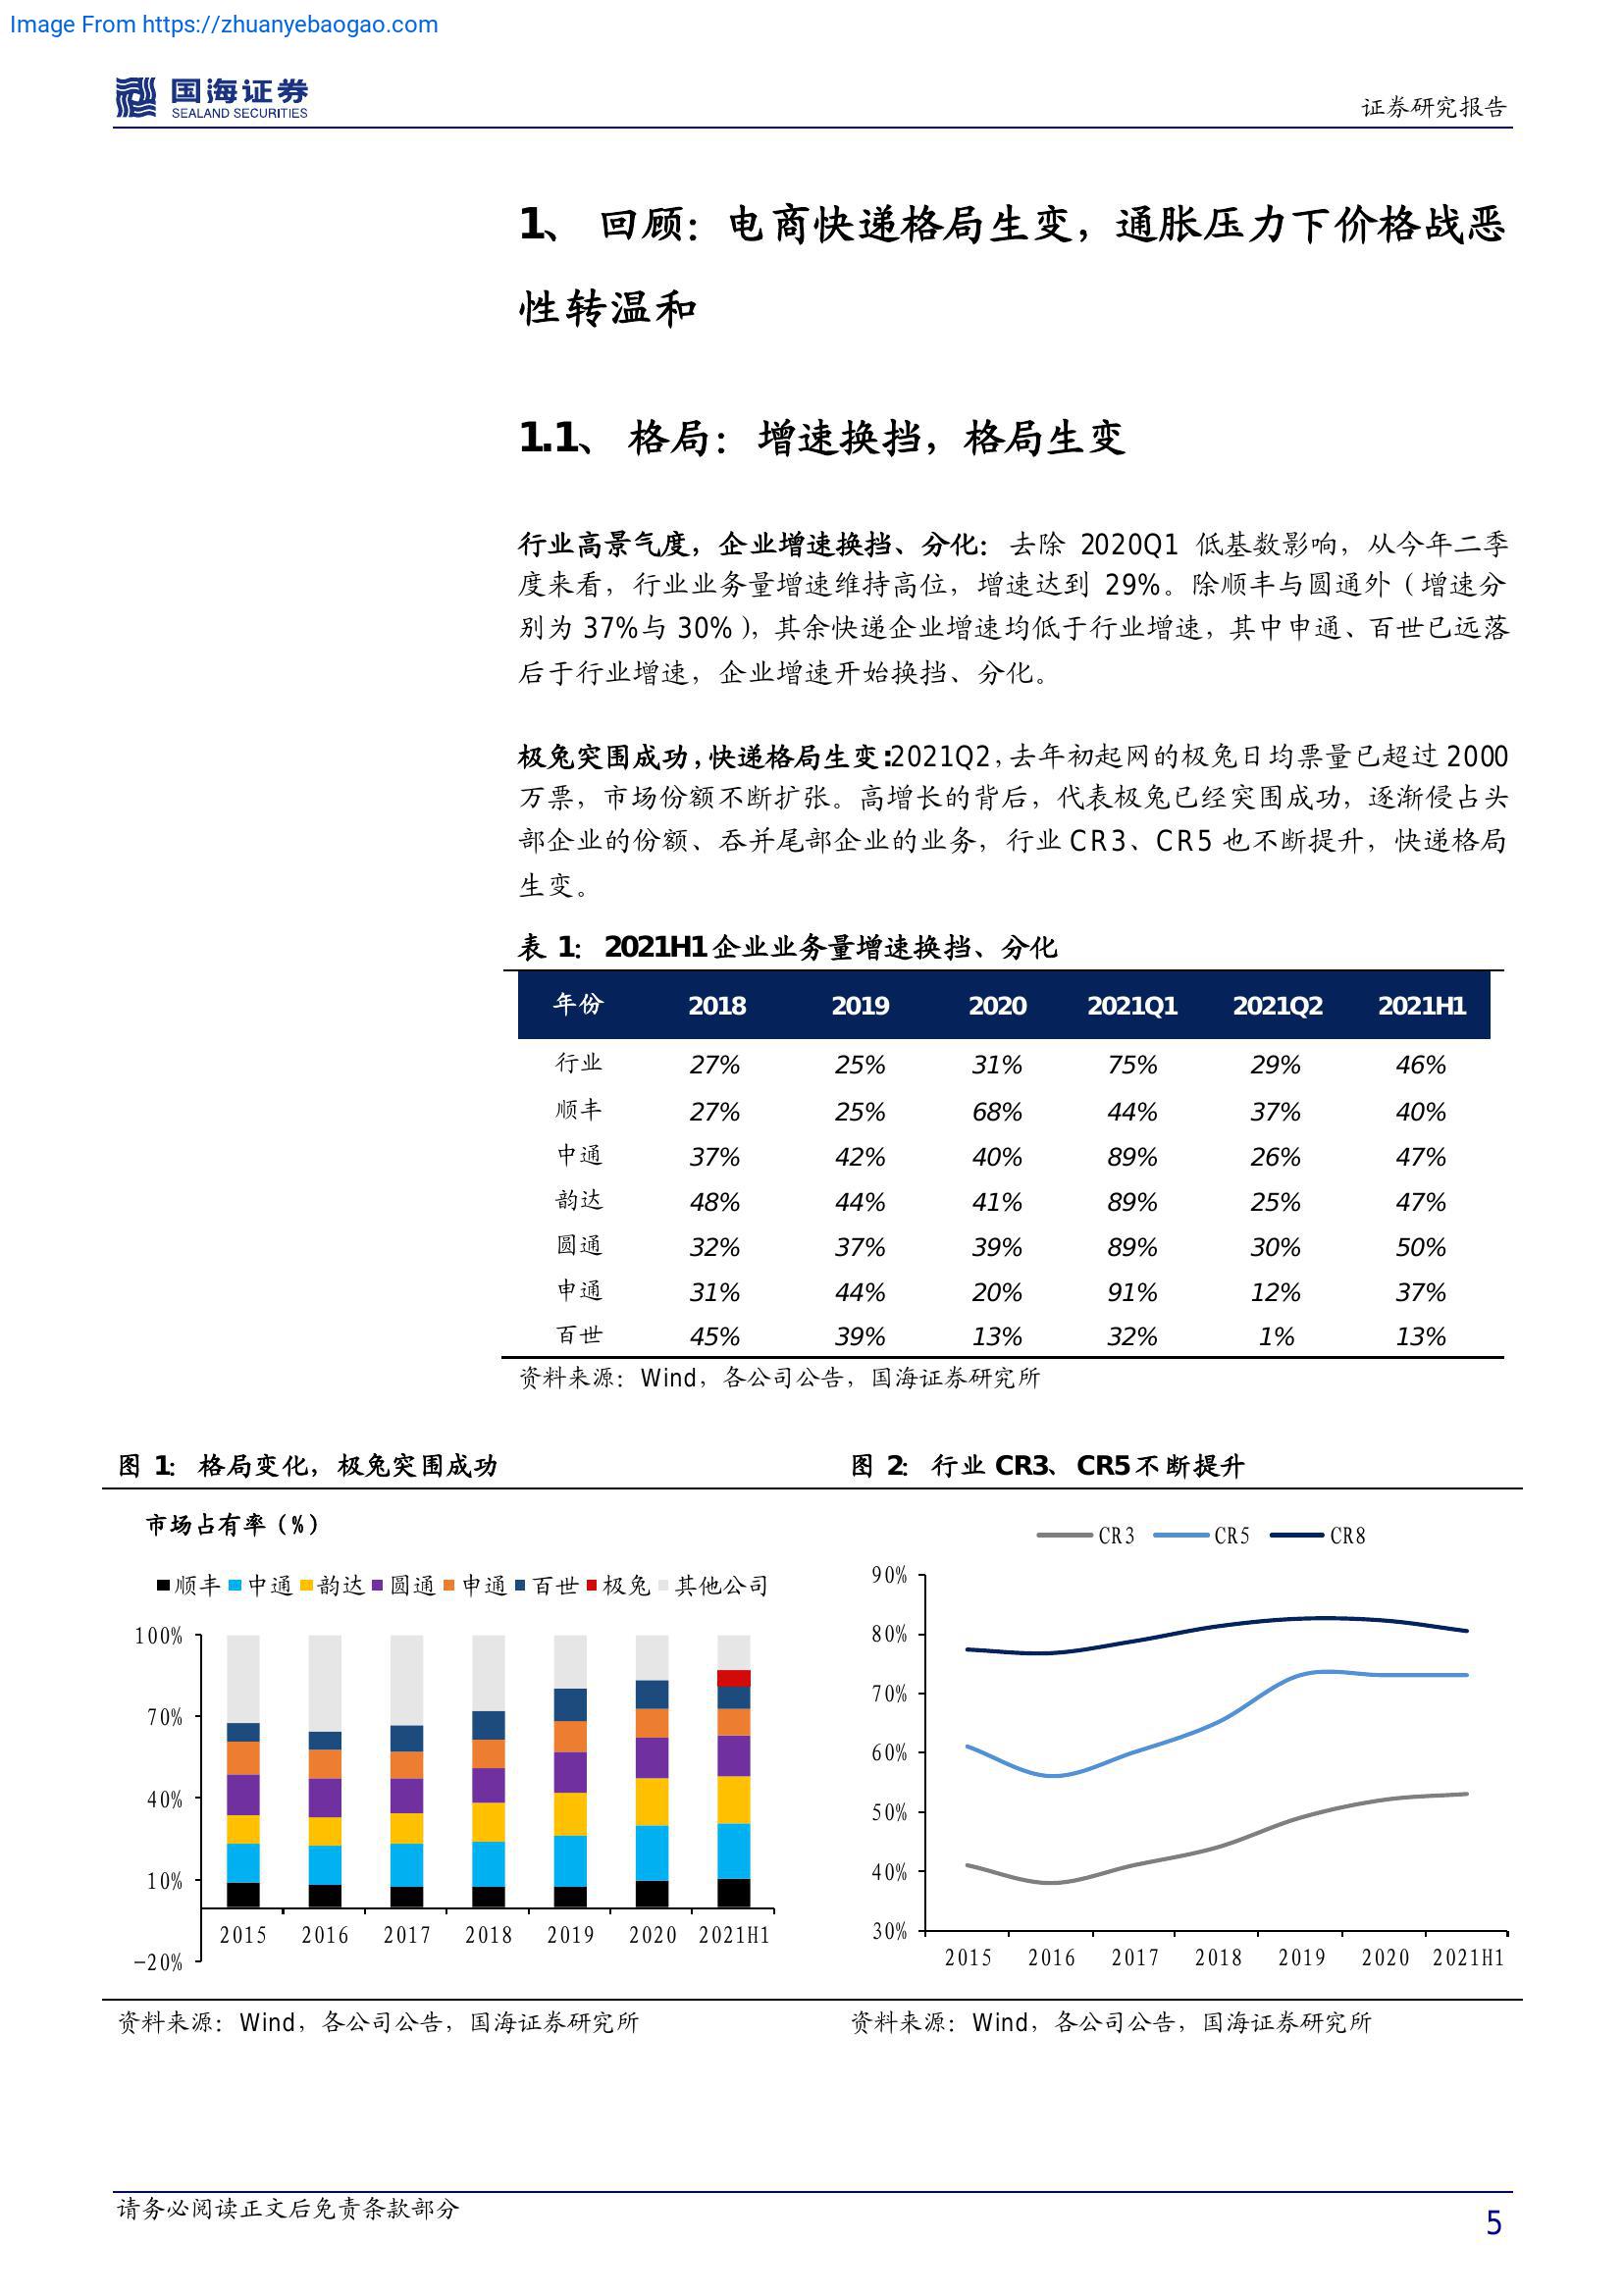 Image From https://zhuanyebaogao.com
国海证券
SEALAND SECURITIES
证券研究报告
1、 回顾：电商快递格局生变，通胀压力下价格战恶
性转温和
1.1、 格局：增速换挡，格局生变
行业高景气度，企业增速换挡、分化：去除 2020Q1 低基数影响，从今年二季
度来看，行业业务量增速维持高位，增速达到 29%。除顺丰与圆通外（增速分
别为 37%与 30%），其余快递企业增速均低于行业增速，其中申通、百世已远落
后于行业增速，企业增速开始换挡、分化。
极兔突围成功，快递格局生变：2021Q2，去年初起网的极兔日均票量已超过 2000
万票，市场份额不断扩张。高增长的背后，代表极兔已经突围成功，逐渐侵占头
部企业的份额、吞并尾部企业的业务，行业 CR3、CR5 也不断提升，快递格局
生变。
表 1： 2021H1 企业业务量增速换挡、分化
年份 2018 2019 2020 2021Q1 2021Q2 2021H1
行业 27% 25% 31% 75% 29% 46%
顺丰 27% 25% 68% 44% 37% 40%
中通 37% 42% 40% 89% 26% 47%
韵达 48% 44% 41% 89% 25% 47%
圆通 32% 37% 39% 89% 30% 50%
申通 31% 44% 20% 91% 12% 37%
百世 45% 39% 13% 32% 1% 13%
资料来源：Wind，各公司公告，国海证券研究所
图 1： 格局变化，极兔突围成功
市场占有率（%）
顺丰 中通 韵达 圆通 申通 百世 极兔 其他公司
100%
70%
40%
10%
-20%
2015 2016 2017 2018 2019 2020 2021H1
资料来源：Wind，各公司公告，国海证券研究所
图 2： 行业 CR3、CR5 不断提升
CR3 CR5 CR8
90%
80%
70%
60%
50%
40%
30%
2015 2016 2017 2018 2019 2020 2021H1
资料来源：Wind，各公司公告，国海证券研究所
请务必阅读正文后免责条款部分
5